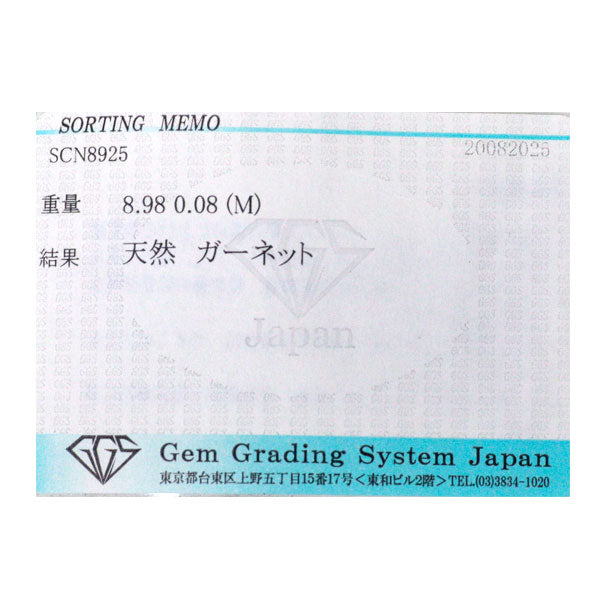 SORTING MEMO
SCN8925 20082025
重量 8.98 0.08 (M)
結果 天然 ガーネット
GGS
Japan
GGS Gem Grading System Japan
東京都台東区上野五丁目15番17号＜東和ビル2階＞TEL.(03)3834-1020